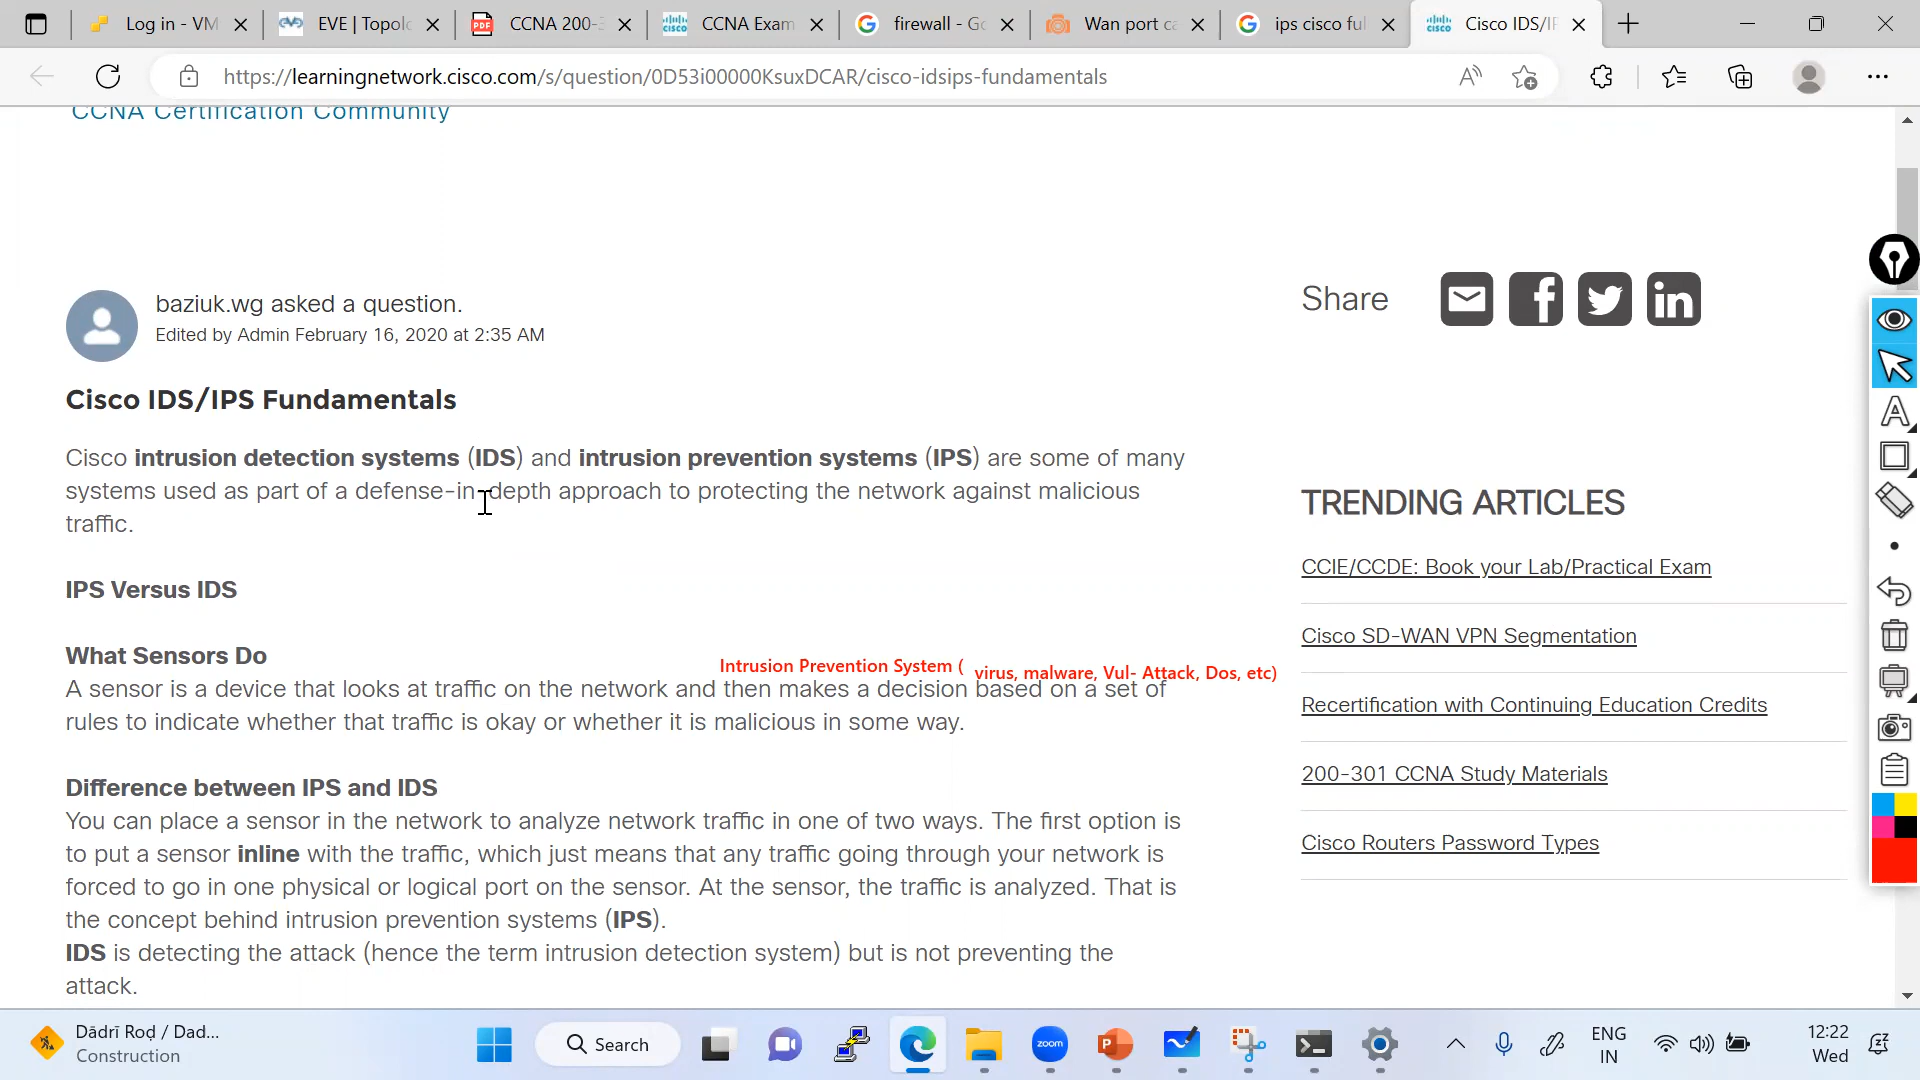 Log in - VM
EVE | Topolo
CCNA 200-3
CCNA Exam
firewall - Go
Wan port ca
ips cisco ful
Cisco IDS/IP
https://learningnetwork.cisco.com/s/question/0D53i00000KsuxDCAR/cisco-idsips-fundamentals
CCNA Certification Community
baziuk.wg asked a question.
Edited by Admin February 16, 2020 at 2:35 AM
Share
Cisco IDS/IPS Fundamentals
Cisco intrusion detection systems (IDS) and intrusion prevention systems (IPS) are some of many
systems used as part of a defense-in-depth approach to protecting the network against malicious
traffic.
IPS Versus IDS
What Sensors Do
Intrusion Prevention System ( virus, malware, Vul- Attack, Dos, etc)
A sensor is a device that looks at traffic on the network and then makes a decision based on a set of
rules to indicate whether that traffic is okay or whether it is malicious in some way.
Difference between IPS and IDS
You can place a sensor in the network to analyze network traffic in one of two ways. The first option is
to put a sensor inline with the traffic, which just means that any traffic going through your network is
forced to go in one physical or logical port on the sensor. At the sensor, the traffic is analyzed. That is
the concept behind intrusion prevention systems (IPS).
IDS is detecting the attack (hence the term intrusion detection system) but is not preventing the
attack.
TRENDING ARTICLES
CCIE/CCDE: Book your Lab/Practical Exam
Cisco SD-WAN VPN Segmentation
Recertification with Continuing Education Credits
200-301 CCNA Study Materials
Cisco Routers Password Types
Dādrī Roḍ / Dad...
Construction
Search
zoom
ENG
IN
12:22
Wed